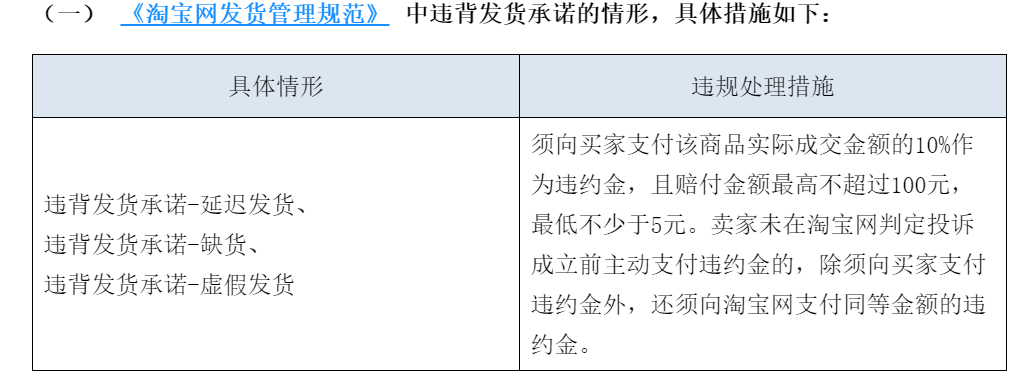 （一） 《淘宝网发货管理规范》 中违背发货承诺的情形，具体措施如下：
具体情形
违规处理措施
违背发货承诺-延迟发货、
违背发货承诺-缺货、
违背发货承诺-虚假发货
须向买家支付该商品实际成交金额的10%作
为违约金，且赔付金额最高不超过100元，
最低不少于5元。卖家未在淘宝网判定投诉
成立前主动支付违约金的，除须向买家支付
违约金外，还须向淘宝网支付同等金额的违
约金。